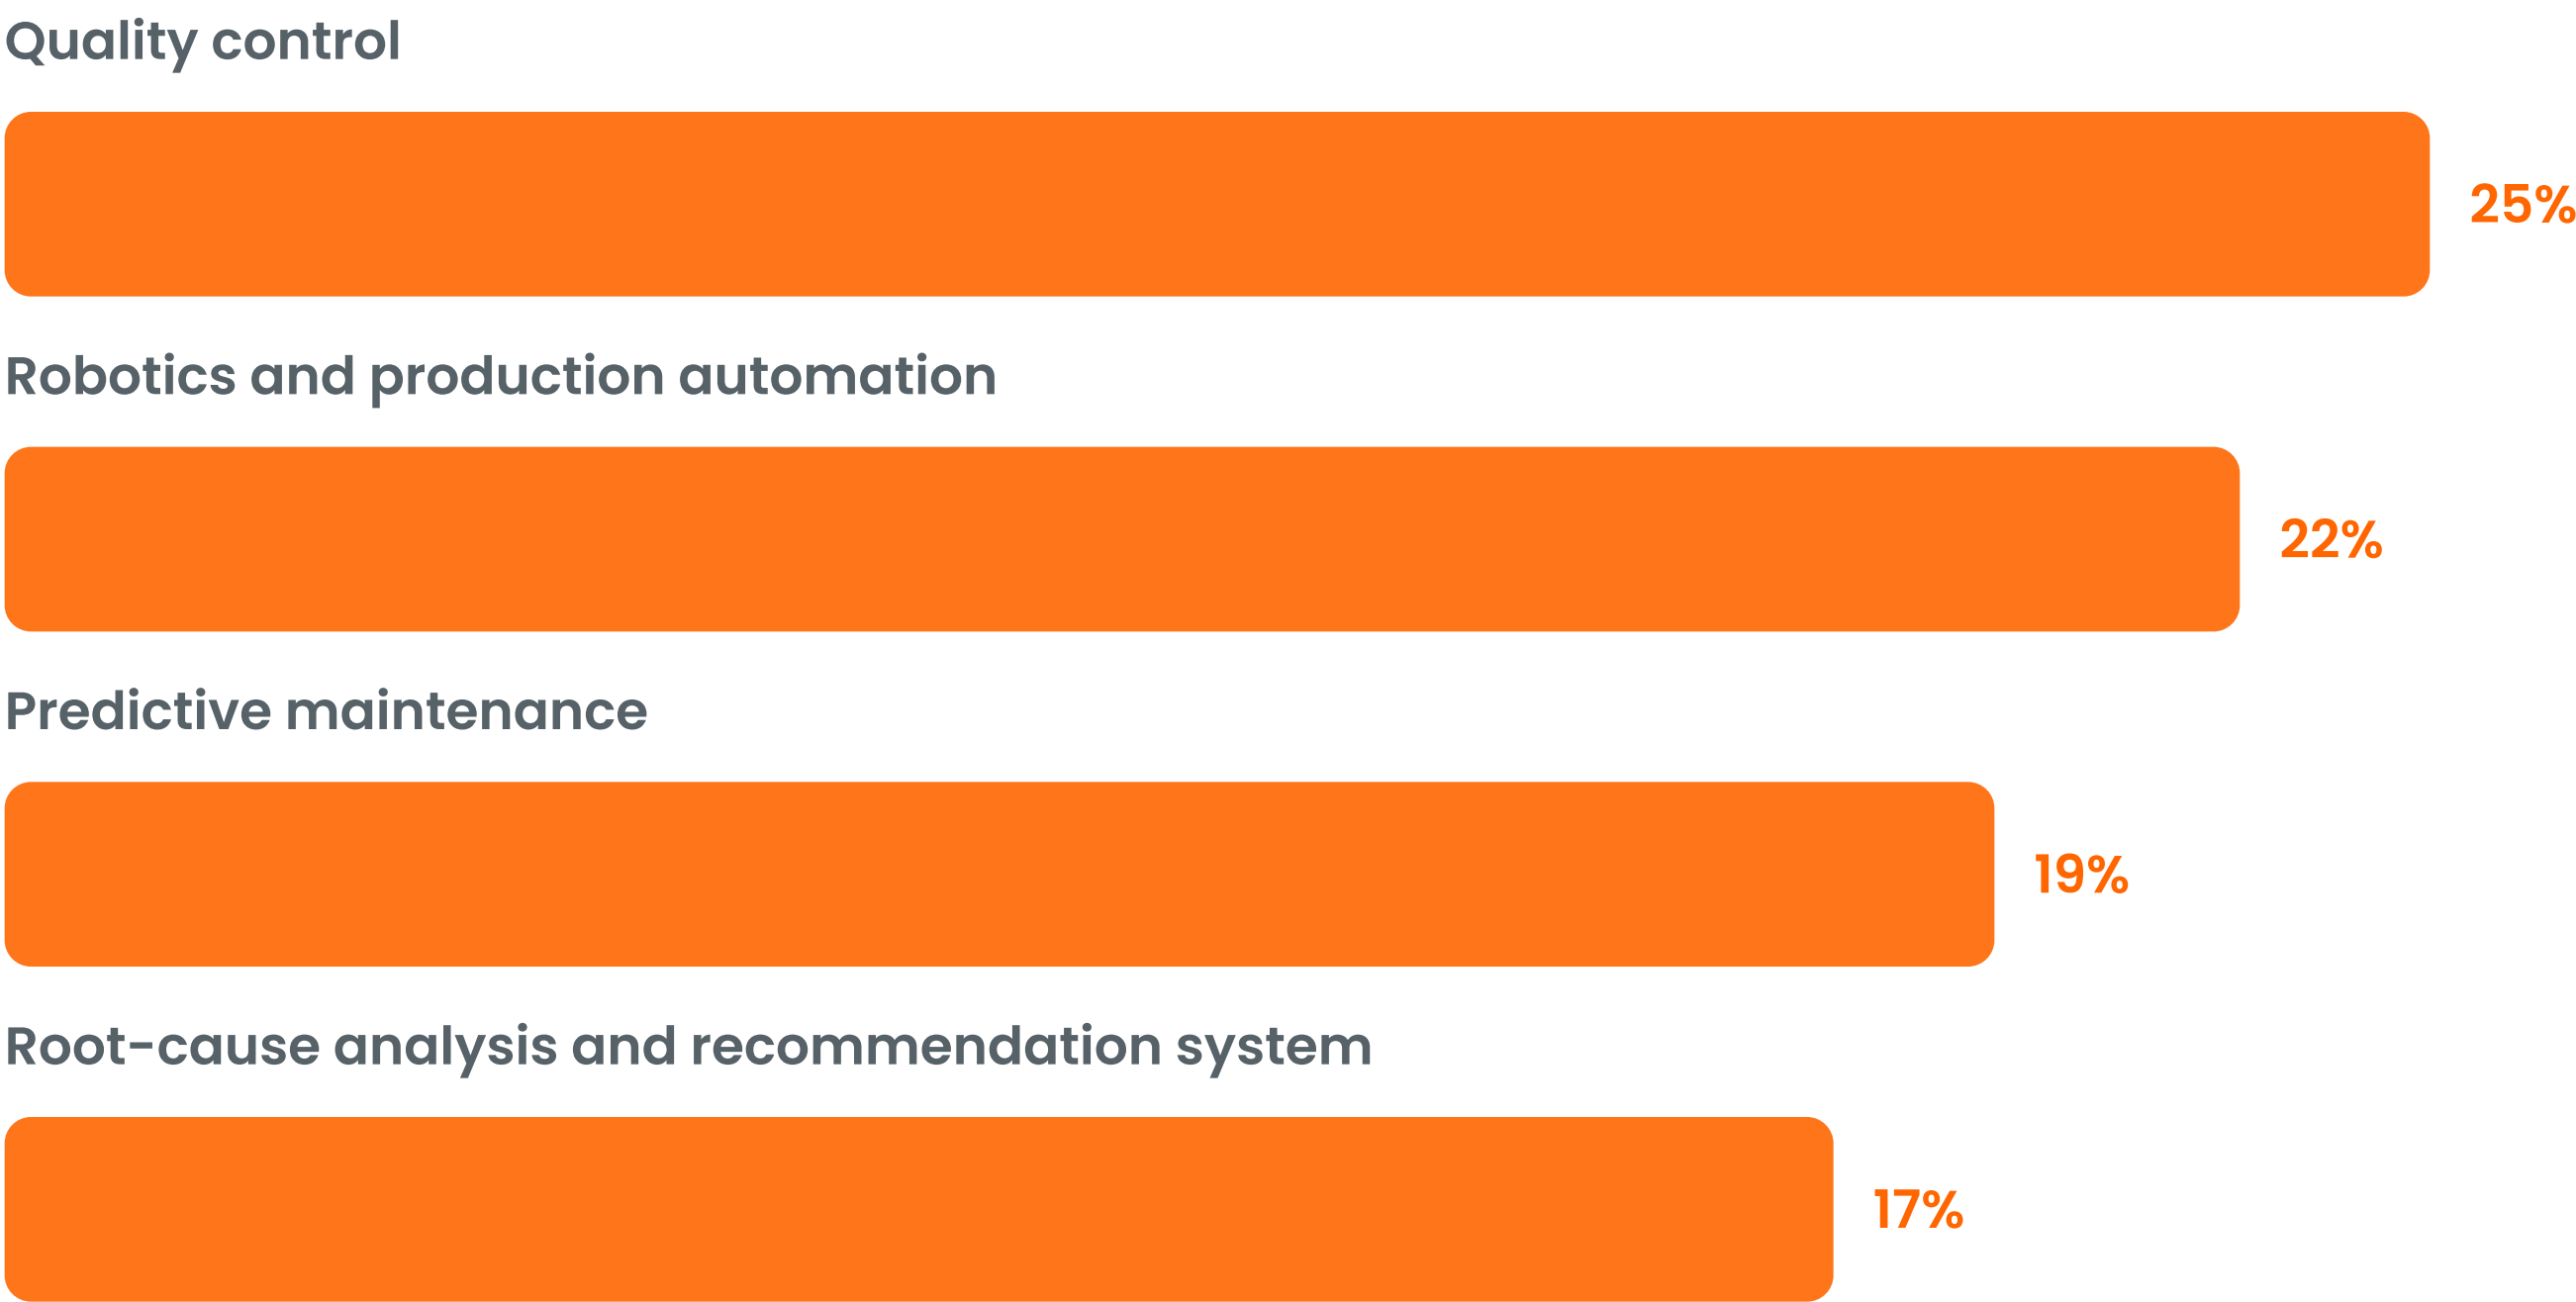 Quality control
25%
Robotics and production automation
22%
Predictive maintenance
19%
Root-cause analysis and recommendation system
17%